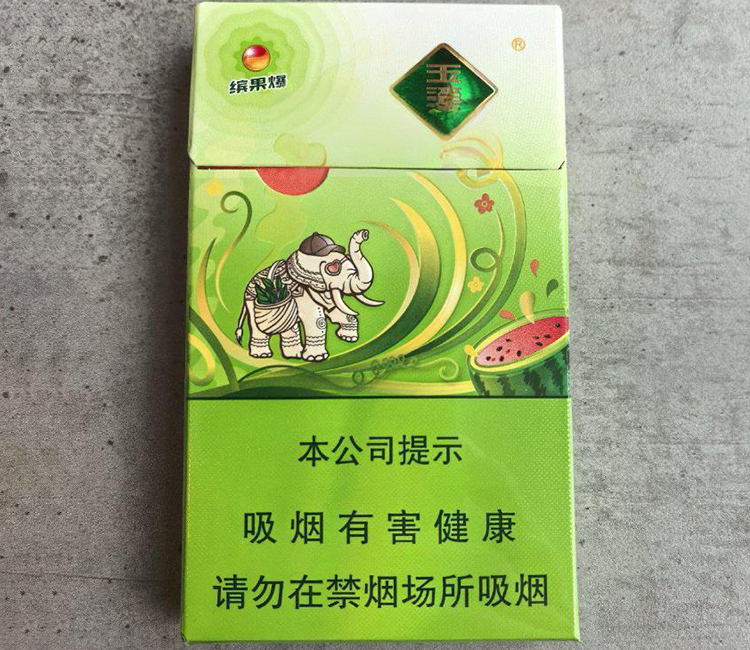 缤果爆
玉溪
®
本公司提示
吸烟有害健康
请勿在禁烟场所吸烟